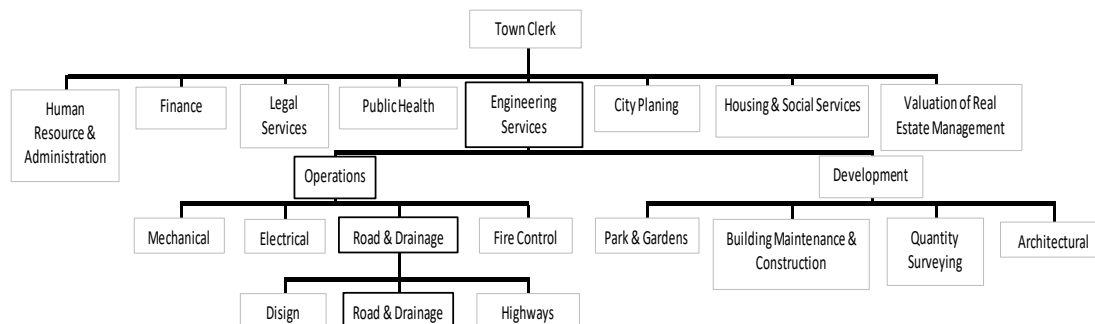 Town Clerk
Human
Resource &
Administration
Finance
Legal
Services
Public Health
Engineering
Services
City Planing
Housing & Social Services
Valuation of Real
Estate Management
Operations
Development
Mechanical
Electrical
Road & Drainage
Fire Control
Park & Gardens
Building Maintenance &
Construction
Quantity
Surveying
Architectural
Disign
Road & Drainage
Highways